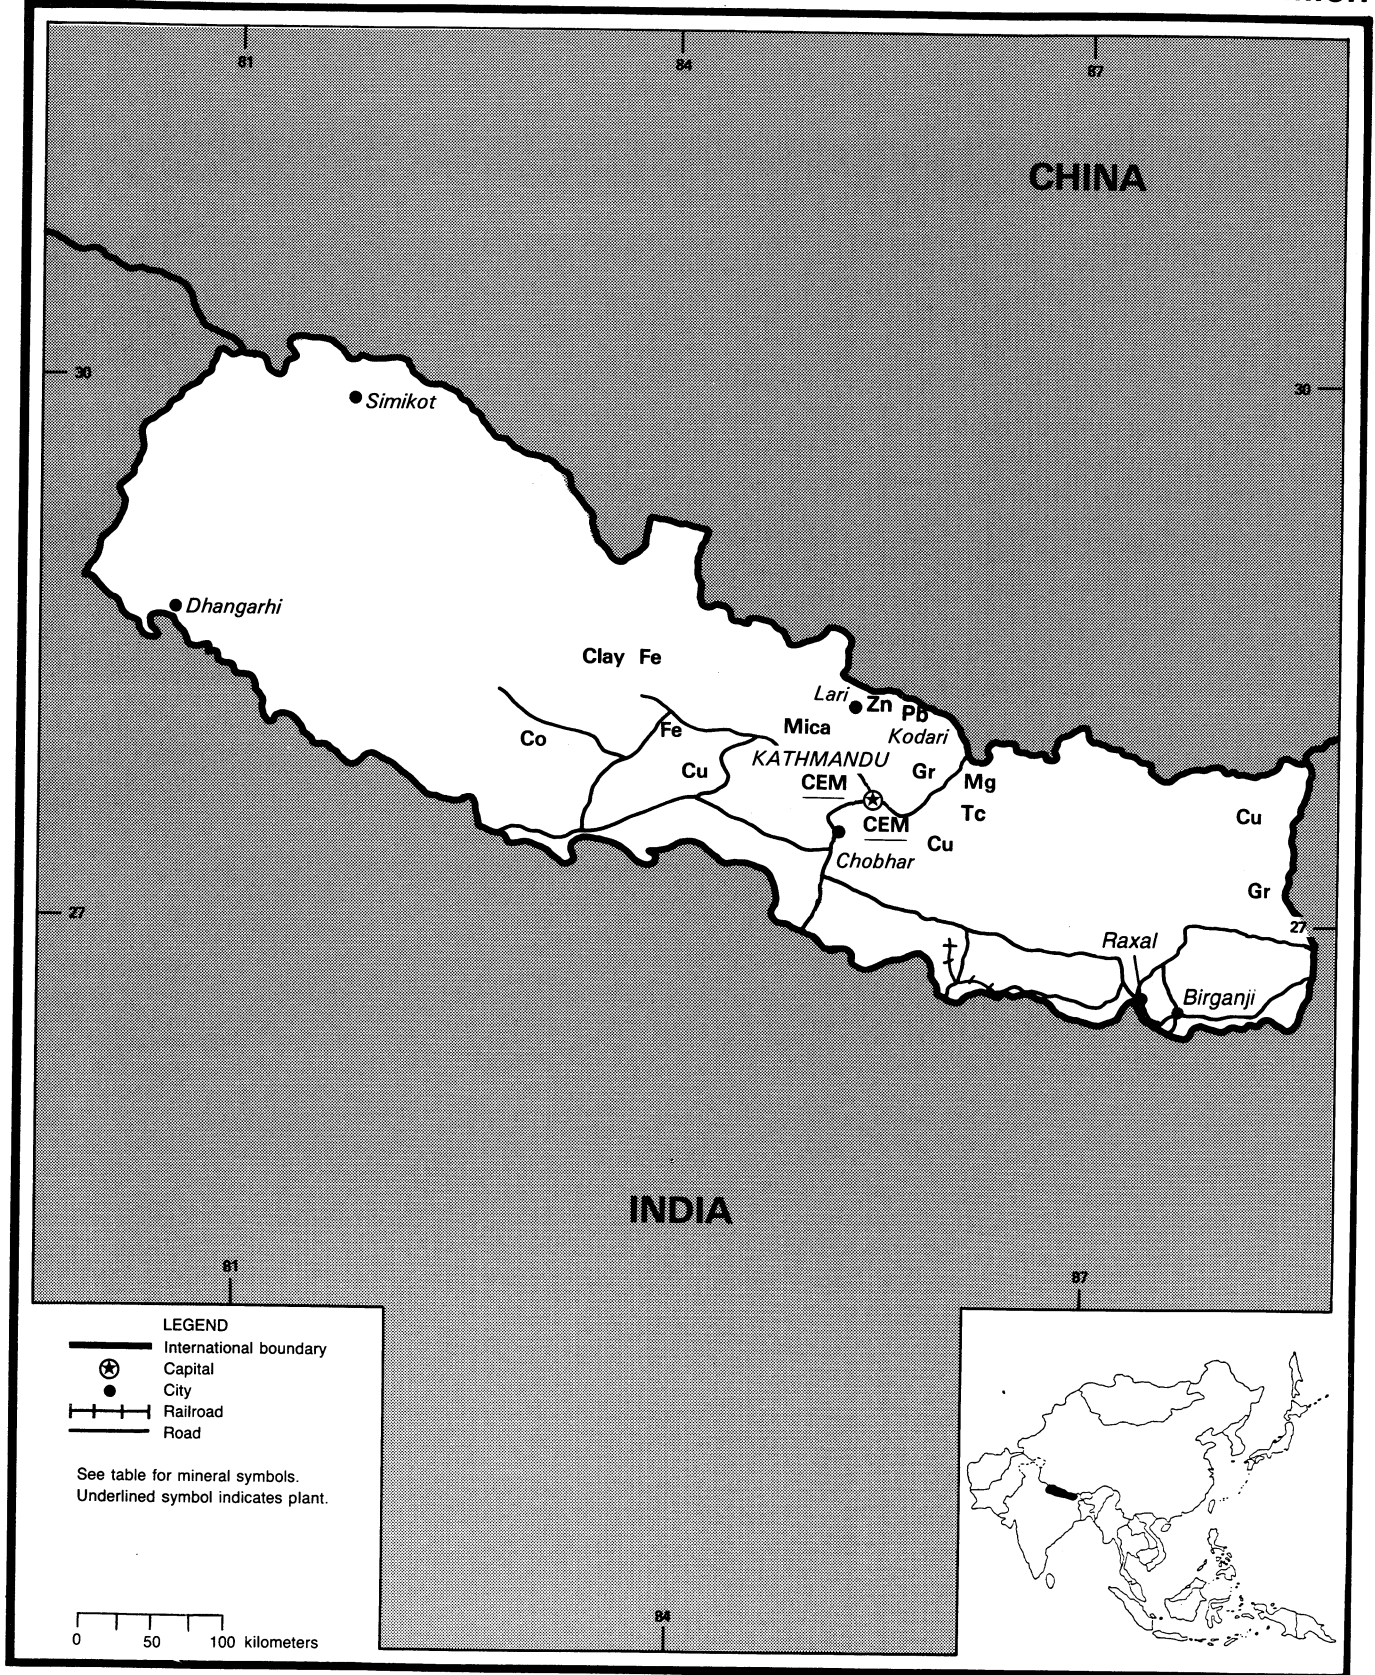 81
84
87
CHINA
30
30
Simikot
Dhangarhi
Clay Fe
Lari
Zn
Pb
Mica
Fe
Kodari
Co
KATHMANDU
Cu
Gr
CEM
Mg
Tc
Cu
CEM
Cu
Chobhar
Gr
27
27
Raxal
Birganji
INDIA
81
87
LEGEND
International boundary
Capital
City
Railroad
Road
See table for mineral symbols.
Underlined symbol indicates plant.
84
0 50 100 kilometers